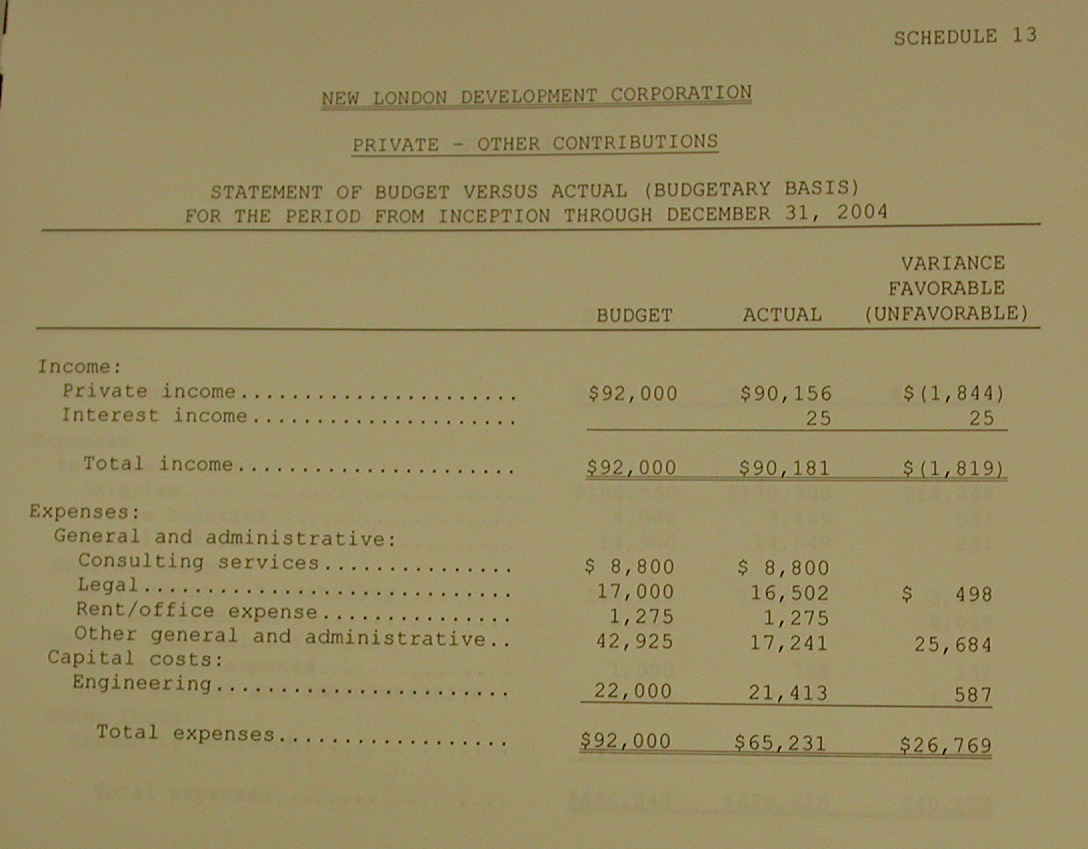 SCHEDULE 13
NEW LONDON DEVELOPMENT CORPORATION
PRIVATE - OTHER CONTRIBUTIONS
STATEMENT OF BUDGET VERSUS ACTUAL (BUDGETARY BASIS)
FOR THE PERIOD FROM INCEPTION THROUGH DECEMBER 31, 2004
VARIANCE
FAVORABLE
BUDGET ACTUAL (UNFAVORABLE)
Income:
Private income...................... $92,000 $90,156 $(1,844)
Interest income..................... 25 25
Total income...................... $92,000 $90,181 $(1,819)
Expenses:
General and administrative:
Consulting services............... $ 8,800 $ 8,800
Legal............................. 17,000 16,502 $ 498
Rent/office expense............... 1,275 1,275
Other general and administrative.. 42,925 17,241 25,684
Capital costs:
Engineering....................... 22,000 21,413 587
Total expenses.................. $92,000 $65,231 $26,769